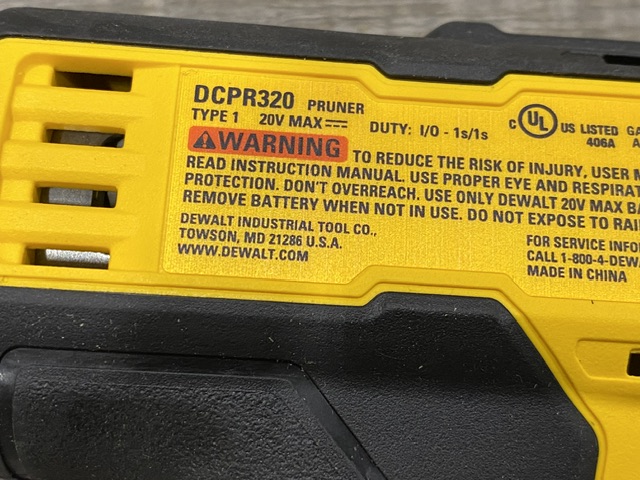 DCPR320 PRUNER
TYPE 1 20V MAX⎓ DUTY: I/O - 1s/1s
C UL US LISTED
406A
⚠WARNING TO REDUCE THE RISK OF INJURY, USER
READ INSTRUCTION MANUAL. USE PROPER EYE AND
PROTECTION. DON'T OVERREACH. USE ONLY DEWALT 20V MAX
REMOVE BATTERY WHEN NOT IN USE. DO NOT EXPOSE TO
DEWALT INDUSTRIAL TOOL CO.,
TOWSON, MD 21286 U.S.A.
WWW.DEWALT.COM
FOR SERVICE
CALL 1-800-4-DEW
MADE IN CHINA